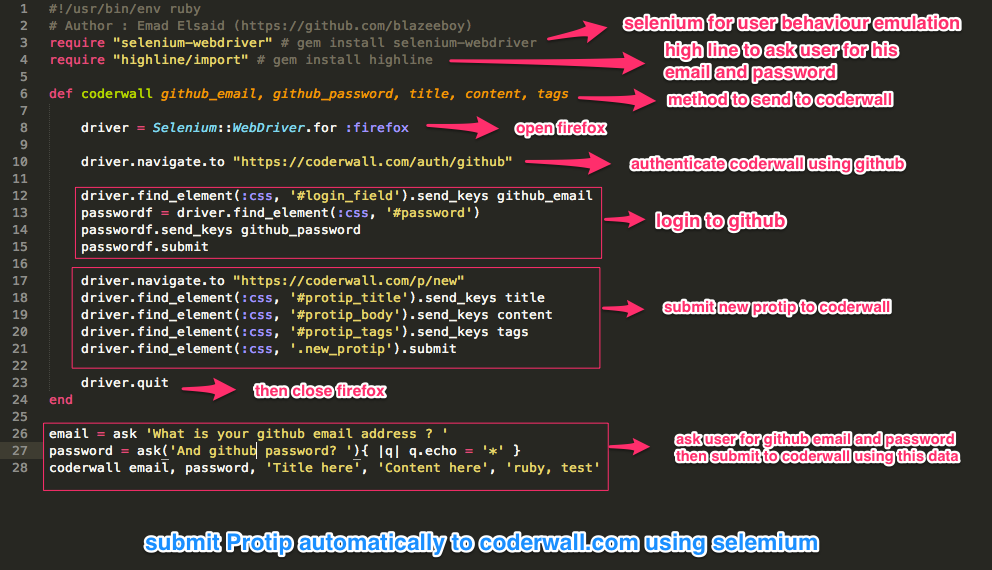 1 #!/usr/bin/env ruby
2 # Author : Emad Elsaid (https://github.com/blazeeboy)
3 require "selenium-webdriver" # gem install selenium-webdriver
selenium for user behaviour emulation
4 require "highline/import" # gem install highline
high line to ask user for his
email and password
5
6 def coderwall github_email, github_password, title, content, tags
method to send to coderwall
7
8 driver = Selenium::WebDriver.for :firefox
open firefox
9
10 driver.navigate.to "https://coderwall.com/auth/github"
authenticate coderwall using github
11
12 driver.find_element(:css, '#login_field').send_keys github_email
13 passwordf = driver.find_element(:css, '#password')
14 passwordf.send_keys github_password
15 passwordf.submit
login to github
16
17 driver.navigate.to "https://coderwall.com/p/new"
18 driver.find_element(:css, '#protip_title').send_keys title
19 driver.find_element(:css, '#protip_body').send_keys content
20 driver.find_element(:css, '#protip_tags').send_keys tags
21 driver.find_element(:css, '.new_protip').submit
submit new protip to coderwall
22
23 driver.quit
then close firefox
24 end
25
26 email = ask 'What is your github email address ? '
27 password = ask('And github password? '){ |q| q.echo = '*' }
28 coderwall email, password, 'Title here', 'Content here', 'ruby, test'
ask user for github email and password
then submit to coderwall using this data
submit Protip automatically to coderwall.com using selemium